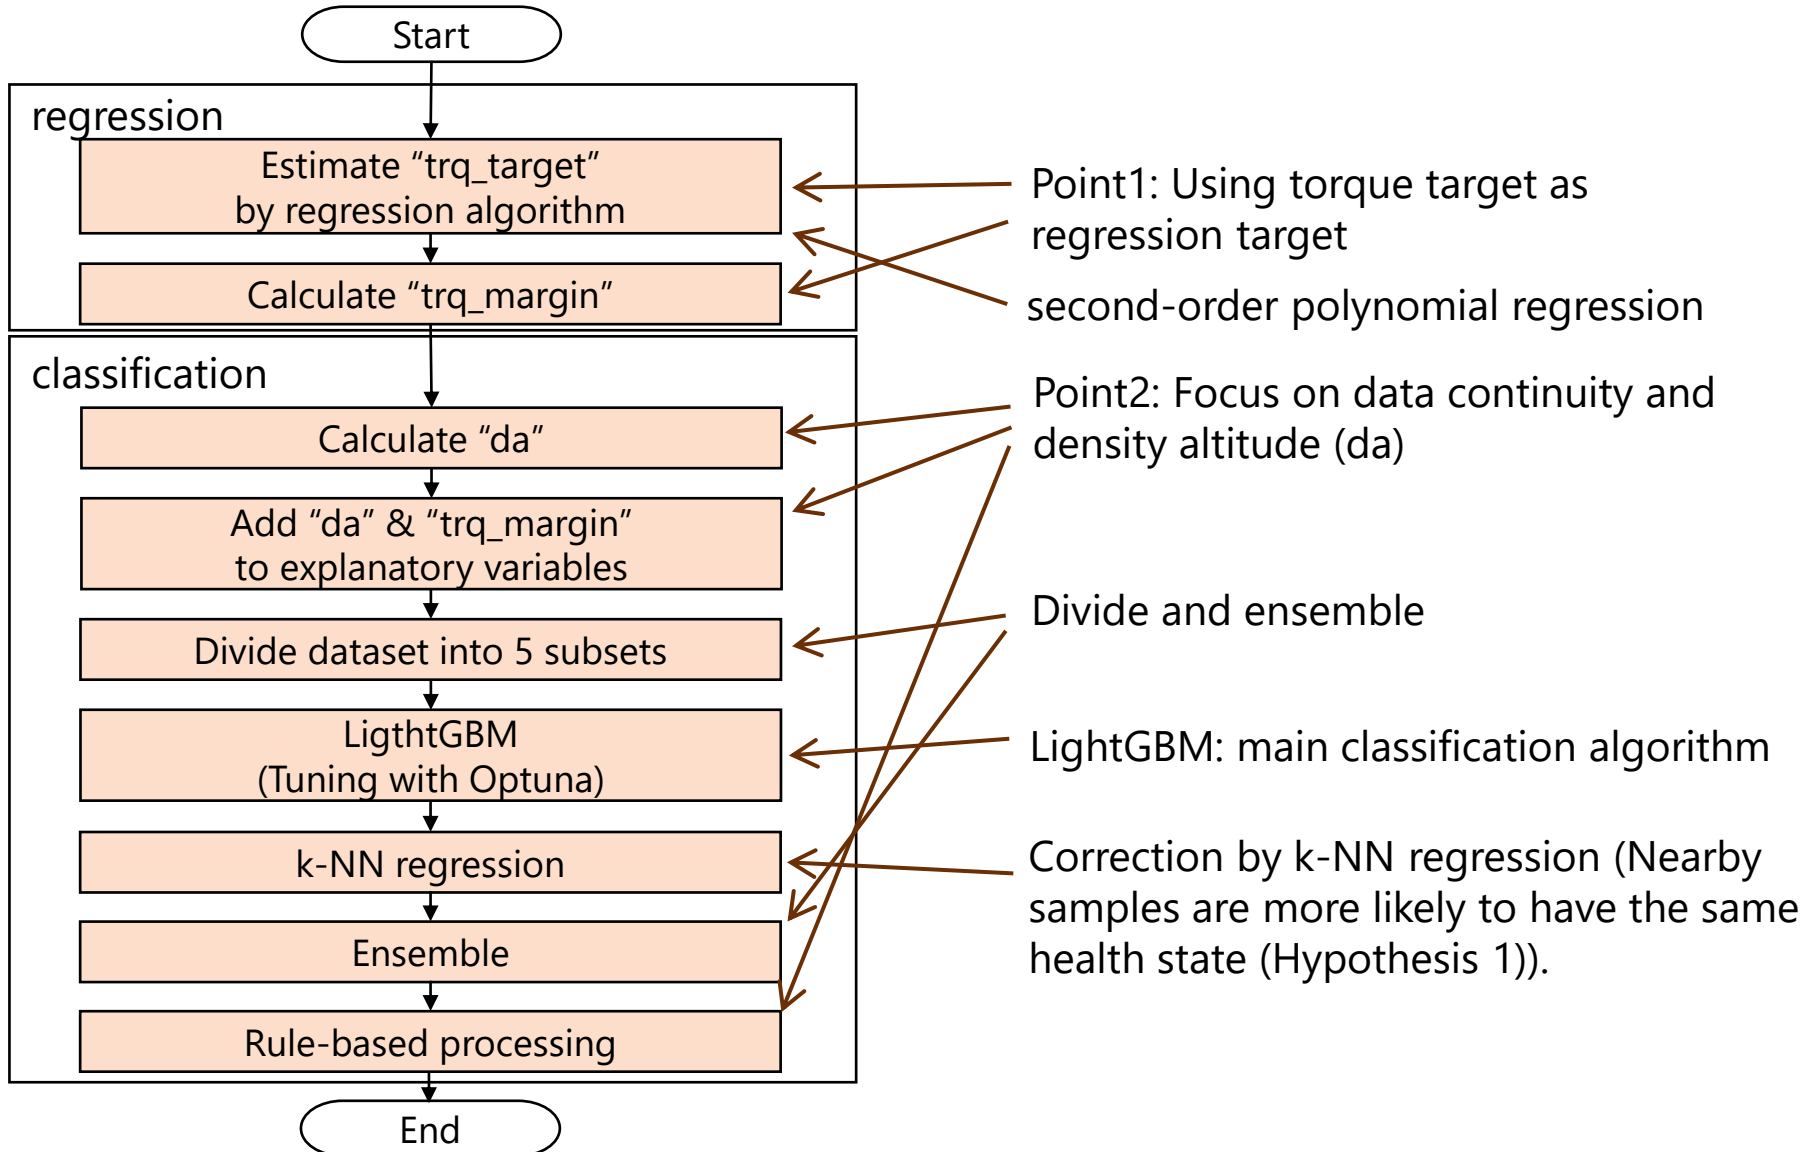 Start
regression
Estimate “trq_target”
by regression algorithm
Calculate “trq_margin”
classification
Calculate “da”
Add “da” & “trq_margin”
to explanatory variables
Divide dataset into 5 subsets
LigthtGBM
(Tuning with Optuna)
k-NN regression
Ensemble
Rule-based processing
End
Point1: Using torque target as
regression target
second-order polynomial regression
Point2: Focus on data continuity and
density altitude (da)
Divide and ensemble
LightGBM: main classification algorithm
Correction by k-NN regression (Nearby
samples are more likely to have the same
health state (Hypothesis 1)).